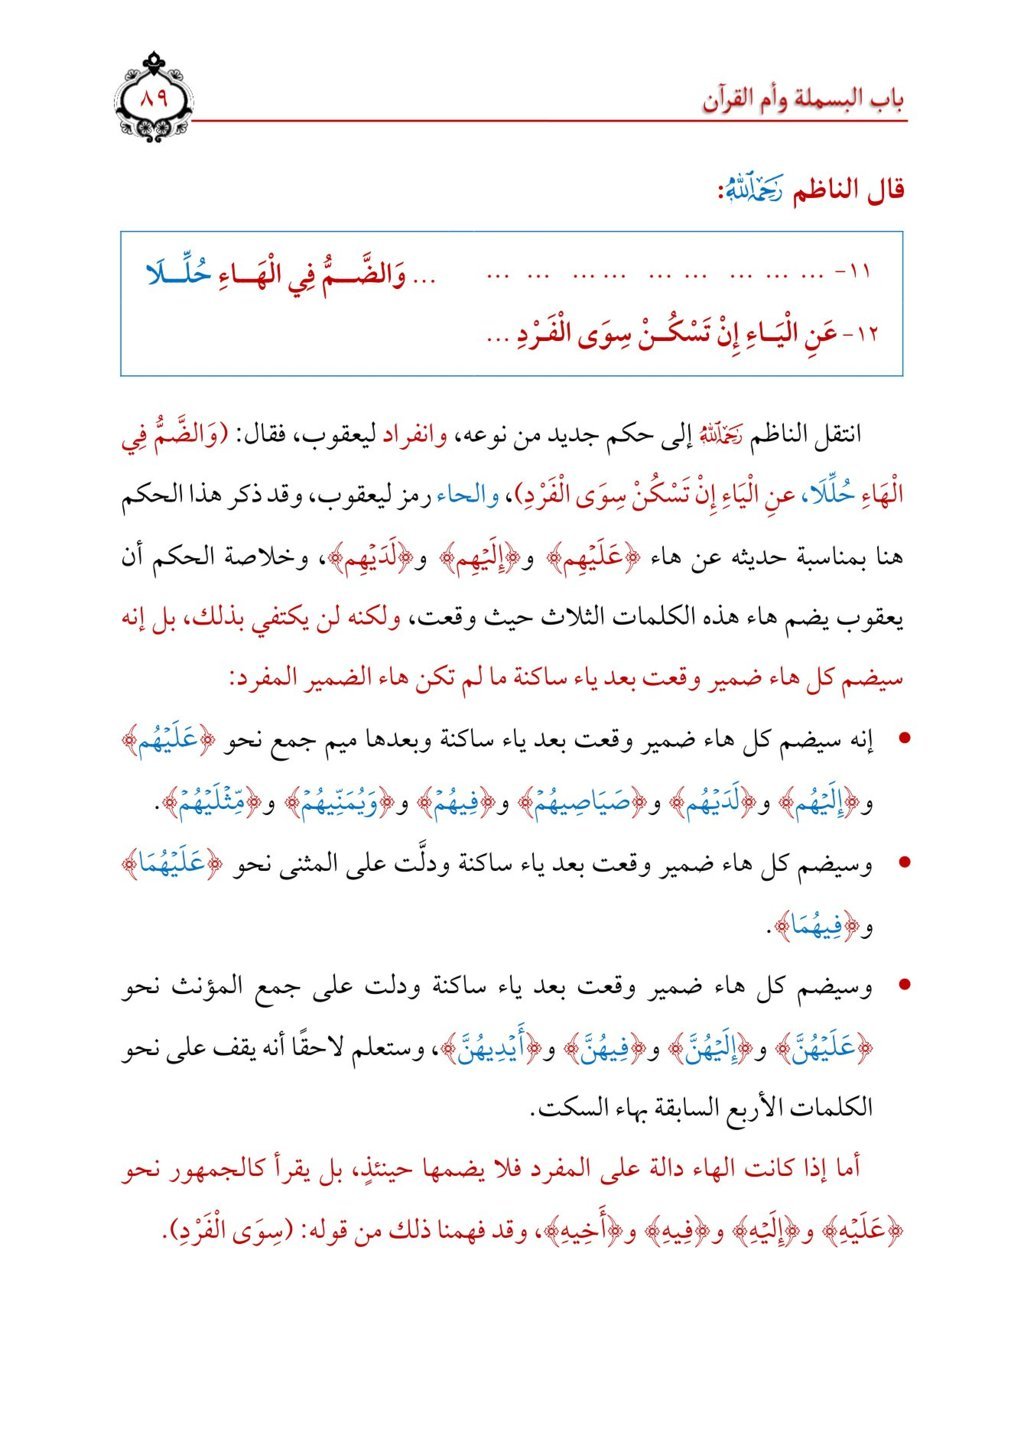 باب البسملة وأم القرآن
٨٩
قال الناظم رَحِمَهُ ٱللَّهُ:
١١- ... ... ... ... ... ... ... ... ... ... وَالضَّـــمُّ فِي الْهَـــاءِ حُلِّـــلَا
١٢- عَنِ الْيَـاءِ إِنْ تَسْكُـنْ سِوَى الْفَـرْدِ ...
انتقل الناظم رَحِمَهُ ٱللَّهُ إلى حكم جديد من نوعه، وانفراد ليعقوب، فقال: (وَالضَّمُّ فِي
الْهَاءِ حُلِّلَا، عنِ الْيَاءِ إِنْ تَسْكُنْ سِوَى الْفَرْدِ)، والحاء رمز ليعقوب، وقد ذكر هذا الحكم
هنا بمناسبة حديثه عن هاء ﴿عَلَيْهِم﴾ و﴿إِلَيْهِم﴾ و﴿لَدَيْهِم﴾، وخلاصة الحكم أن
يعقوب يضم هاء هذه الكلمات الثلاث حيث وقعت، ولكنه لن يكتفي بذلك، بل إنه
سيضم كل هاء ضمير وقعت بعد ياء ساكنة ما لم تكن هاء الضمير المفرد:
• إنه سيضم كل هاء ضمير وقعت بعد ياء ساكنة وبعدها ميم جمع نحو ﴿عَلَيْهُم﴾
و﴿إِلَيْهُم﴾ و﴿لَدَيْهُم﴾ و﴿صَيَاصِيهُمْ﴾ و﴿فِيهُمْ﴾ و﴿وَيُمَنِّيهُمْ﴾ و﴿مِّثْلَيْهُمْ﴾.
• وسيضم كل هاء ضمير وقعت بعد ياء ساكنة ودلَّت على المثنى نحو ﴿عَلَيْهُمَا﴾
و﴿فِيهُمَا﴾.
• وسيضم كل هاء ضمير وقعت بعد ياء ساكنة ودلت على جمع المؤنث نحو
﴿عَلَيْهُنَّ﴾ و﴿إِلَيْهُنَّ﴾ و﴿فِيهُنَّ﴾ و﴿أَيْدِيهُنَّ﴾، وستعلم لاحقًا أنه يقف على نحو
الكلمات الأربع السابقة بهاء السكت.
أما إذا كانت الهاء دالة على المفرد فلا يضمها حينئذٍ، بل يقرأ كالجمهور نحو
﴿عَلَيْهِ﴾ و﴿إِلَيْهِ﴾ و﴿فِيهِ﴾ و﴿أَخِيهِ﴾، وقد فهمنا ذلك من قوله: (سِوَى الْفَرْدِ).